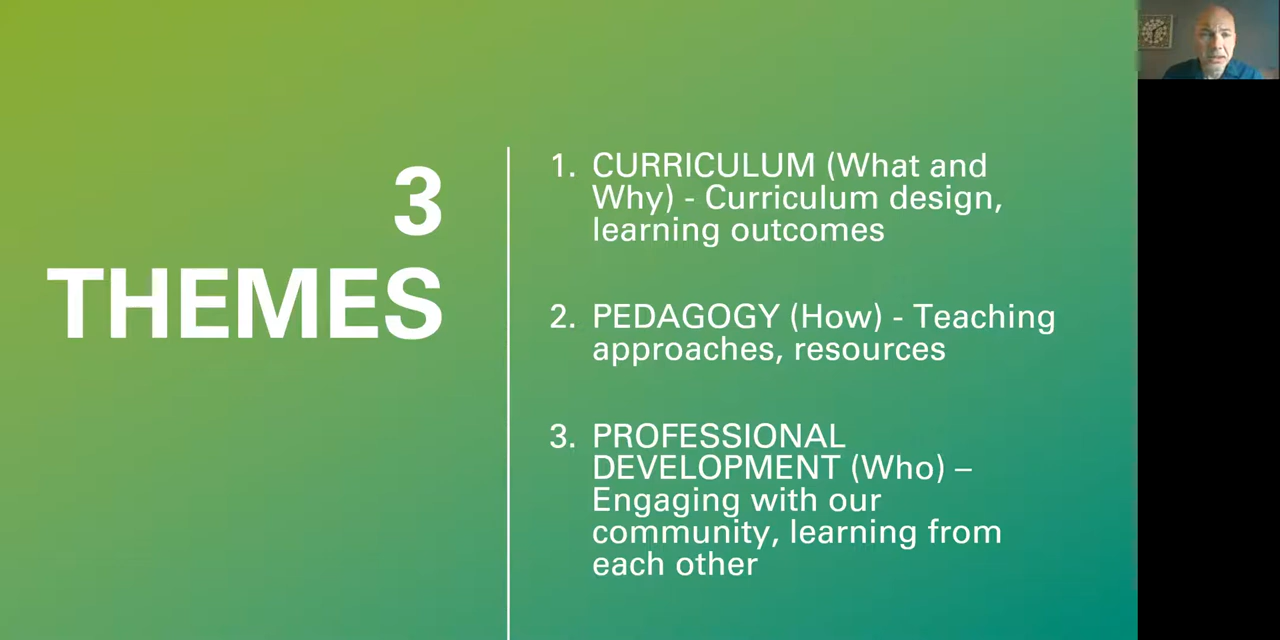 3
THEMES
1. CURRICULUM (What and
Why) - Curriculum design,
learning outcomes
2. PEDAGOGY (How) - Teaching
approaches, resources
3. PROFESSIONAL
DEVELOPMENT (Who) –
Engaging with our
community, learning from
each other